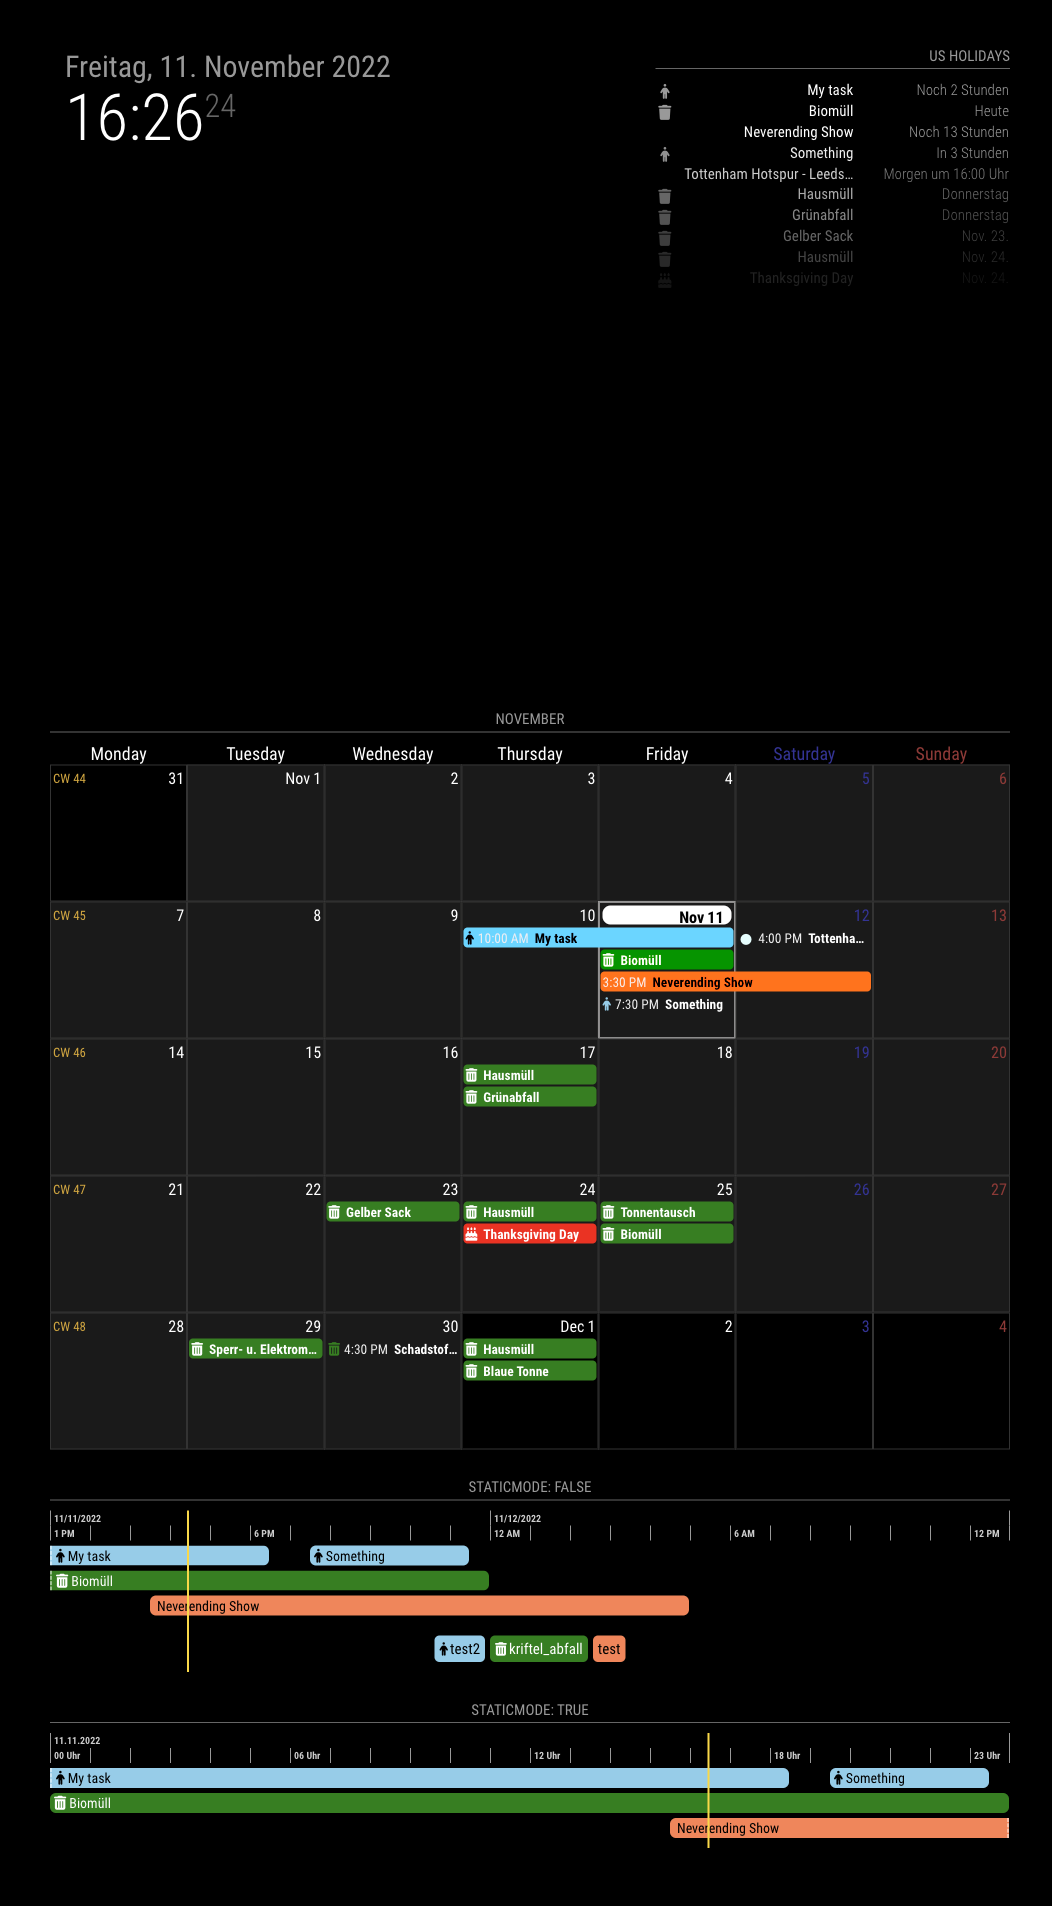 Freitag, 11. November 2022
16:26 24
US HOLIDAYS
My task Noch 2 Stunden
Biomüll Heute
Neverending Show Noch 13 Stunden
Something In 3 Stunden
Tottenham Hotspur - Leeds… Morgen um 16:00 Uhr
Hausmüll Donnerstag
Grünabfall Donnerstag
Gelber Sack Nov. 23.
Hausmüll Nov. 24.
Thanksgiving Day Nov. 24.
NOVEMBER
Monday Tuesday Wednesday Thursday Friday Saturday Sunday
CW 44 31 Nov 1 2 3 4 5 6
CW 45 7 8 9 10 Nov 11 12 13
10:00 AM My task 4:00 PM Tottenha…
Biomüll
3:30 PM Neverending Show
7:30 PM Something
CW 46 14 15 16 17 18 19 20
Hausmüll
Grünabfall
CW 47 21 22 23 24 25 26 27
Gelber Sack Hausmüll Tonnentausch
Thanksgiving Day Biomüll
CW 48 28 29 30 Dec 1 2 3 4
Sperr- u. Elektrom… 4:30 PM Schadstof… Hausmüll
Blaue Tonne
STATICMODE: FALSE
11/11/2022 11/12/2022
1 PM 6 PM 12 AM 6 AM 12 PM
My task Something
Biomüll
Neverending Show
test2 kriftel_abfall test
STATICMODE: TRUE
11.11.2022
00 Uhr 06 Uhr 12 Uhr 18 Uhr 23 Uhr
My task Something
Biomüll
Neverending Show